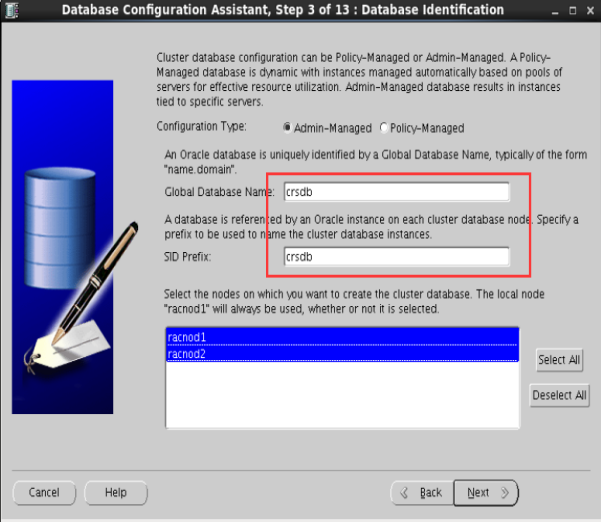 Database Configuration Assistant, Step 3 of 13 : Database Identification
Cluster database configuration can be Policy-Managed or Admin-Managed. A Policy-
Managed database is dynamic with instances managed automatically based on pools of
servers for effective resource utilization. Admin-Managed database results in instances
tied to specific servers.
Configuration Type: Admin-Managed Policy-Managed
An Oracle database is uniquely identified by a Global Database Name, typically of the form
"name.domain".
Global Database Name: crsdb
A database is referenced by an Oracle instance on each cluster database node. Specify a
prefix to be used to name the cluster database instances.
SID Prefix: crsdb
Select the nodes on which you want to create the cluster database. The local node
"racnod1" will always be used, whether or not it is selected.
racnod1
racnod2
Select All
Deselect All
Cancel Help Back Next